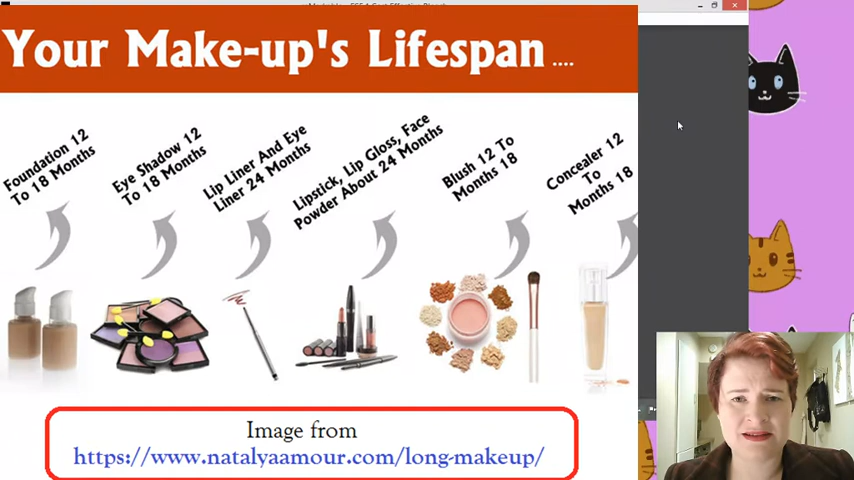 Your Make-up's Lifespan ....
Foundation 12
To 18 Months
Eye Shadow 12
To 18 Months
Lip Liner And Eye
Liner 24 Months
Lipstick, Lip Gloss, Face
Powder About 24 Months
Blush 12 To
Months 18
Concealer 12
To
Months 18
Image from
https://www.natalyaamour.com/long-makeup/